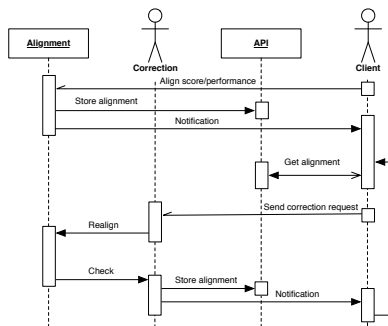 Alignment
Correction
API
Client
Align score/performance
Store alignment
Notification
Get alignment
Send correction request
Realign
Check
Store alignment
Notification